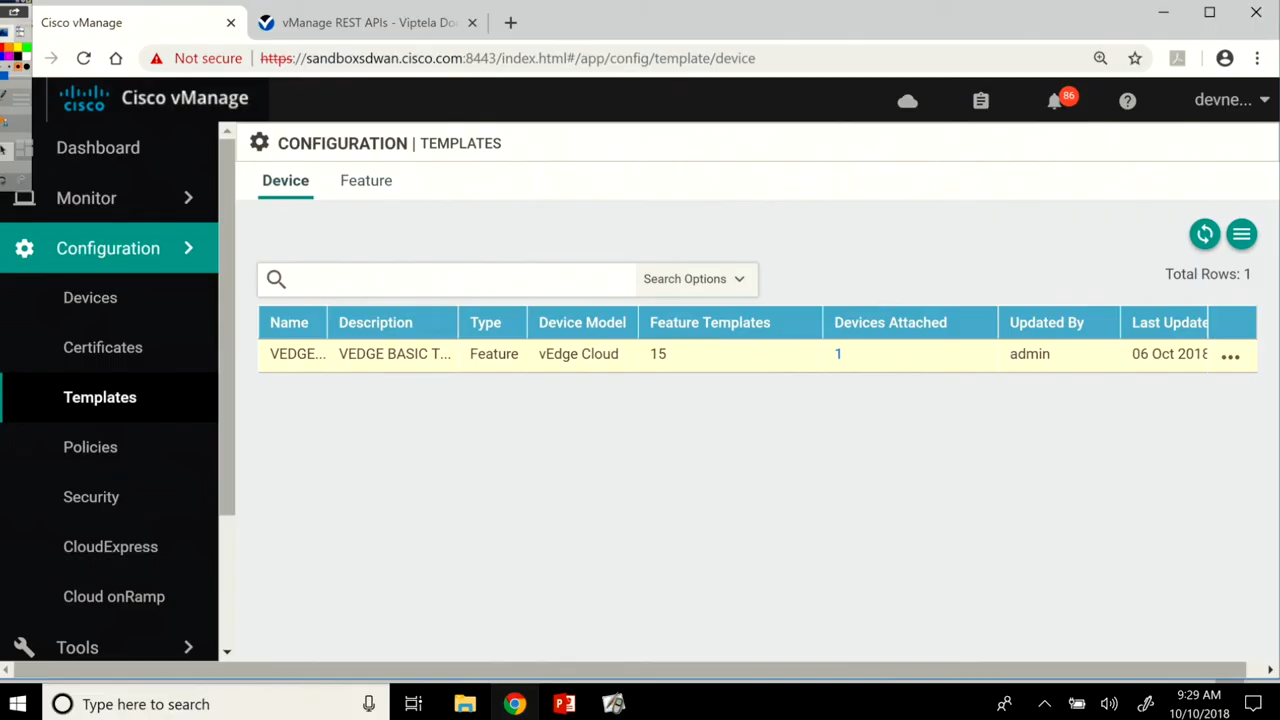 Cisco vManage
vManage REST APIs - Viptela Do
Not secure
https://sandboxsdwan.cisco.com:8443/index.html#/app/config/template/device
cisco
Cisco vManage
86
devne...
Dashboard
Monitor
Configuration
Devices
Certificates
Templates
Policies
Security
CloudExpress
Cloud onRamp
Tools
CONFIGURATION | TEMPLATES
Device Feature
Search Options
Total Rows: 1
Name Description Type Device Model Feature Templates Devices Attached Updated By Last Update
VEDGE... VEDGE BASIC T... Feature vEdge Cloud 15 1 admin 06 Oct 2018
Type here to search
9:29 AM
10/10/2018